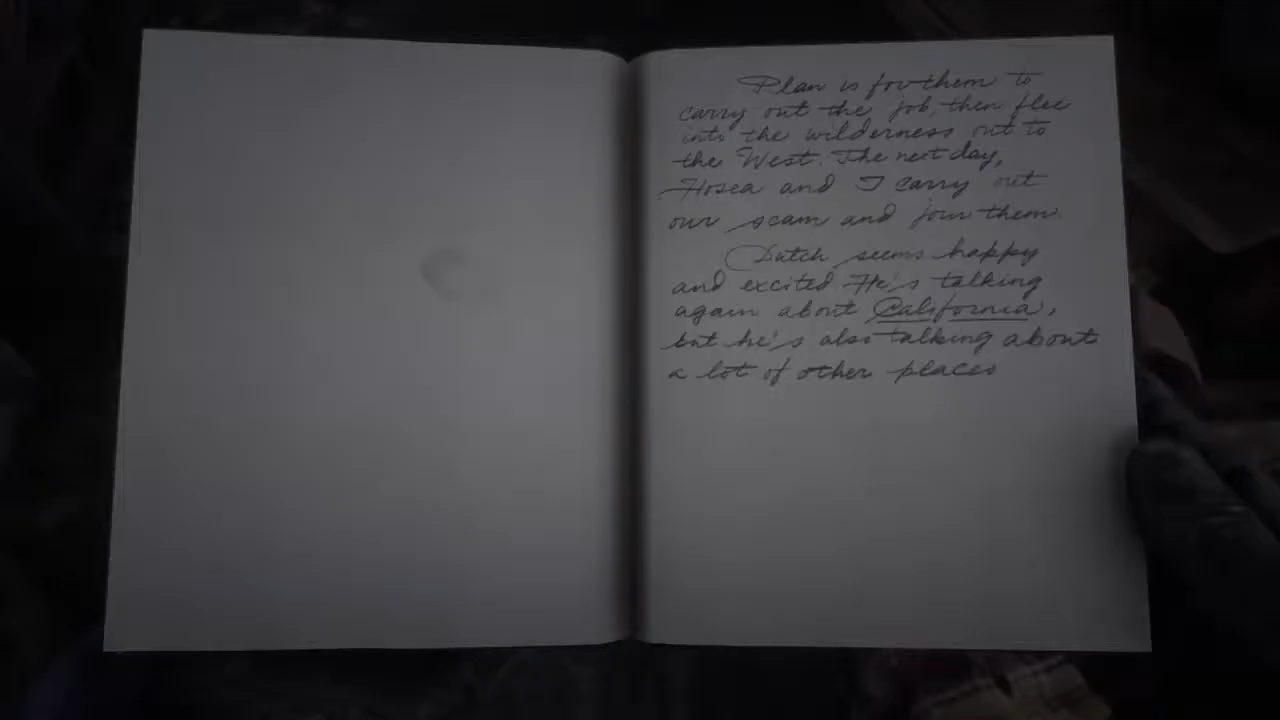 Plan is for them to
carry out the job, then flee
into the wilderness out to
the West. The next day,
Hosea and I carry out
our scam and join them.
Dutch seems happy
and excited He's talking
again about California,
but he's also talking about
a lot of other places